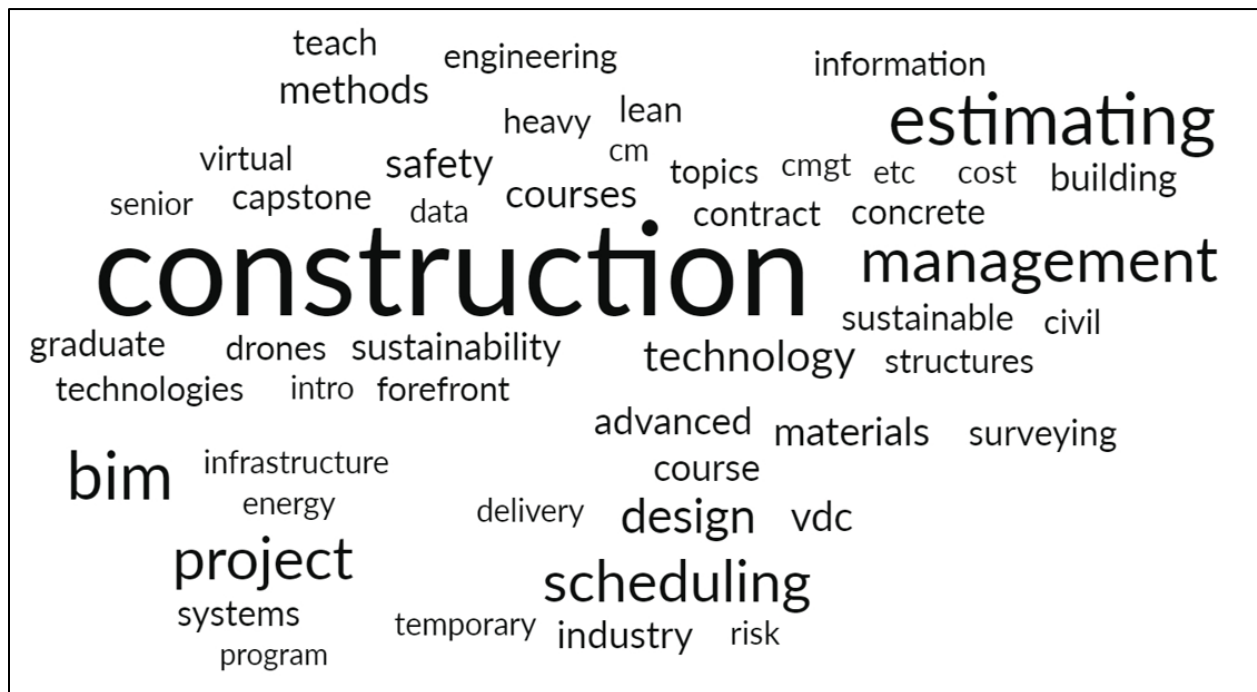 teach
engineering
information
methods
estimating
heavy
lean
cm
virtual
safety
topics
cmgt
etc
cost
building
senior
capstone
data
courses
contract
concrete
construction
management
sustainable
civil
graduate
drones
sustainability
technology
structures
technologies
intro
forefront
advanced
materials
surveying
bim
infrastructure
course
energy
delivery
design
vdc
project
scheduling
systems
temporary
industry
risk
program